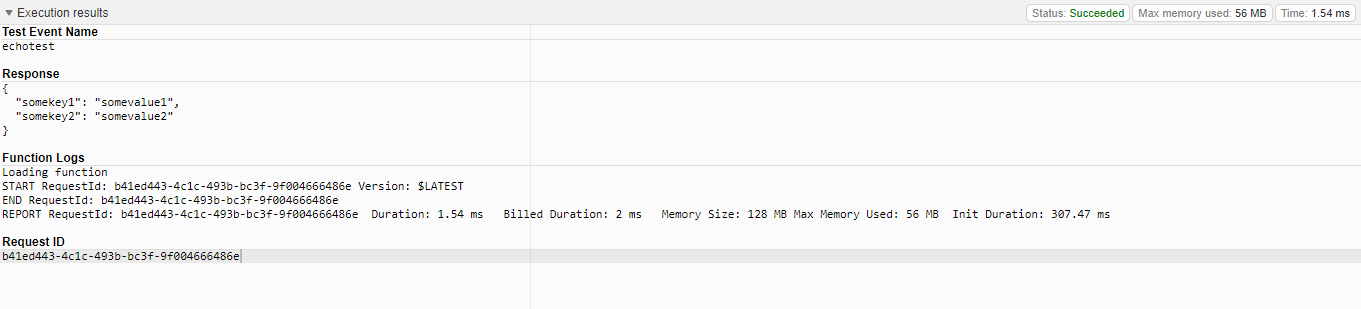 Execution results
Status: Succeeded
Max memory used: 56 MB
Time: 1.54 ms
Test Event Name
echotest
Response
{
  "somekey1": "somevalue1",
  "somekey2": "somevalue2"
}
Function Logs
Loading function
START RequestId: b41ed443-4c1c-493b-bc3f-9f004666486e Version: $LATEST
END RequestId: b41ed443-4c1c-493b-bc3f-9f004666486e
REPORT RequestId: b41ed443-4c1c-493b-bc3f-9f004666486e  Duration: 1.54 ms   Billed Duration: 2 ms   Memory Size: 128 MB Max Memory Used: 56 MB  Init Duration: 307.47 ms
Request ID
b41ed443-4c1c-493b-bc3f-9f004666486e